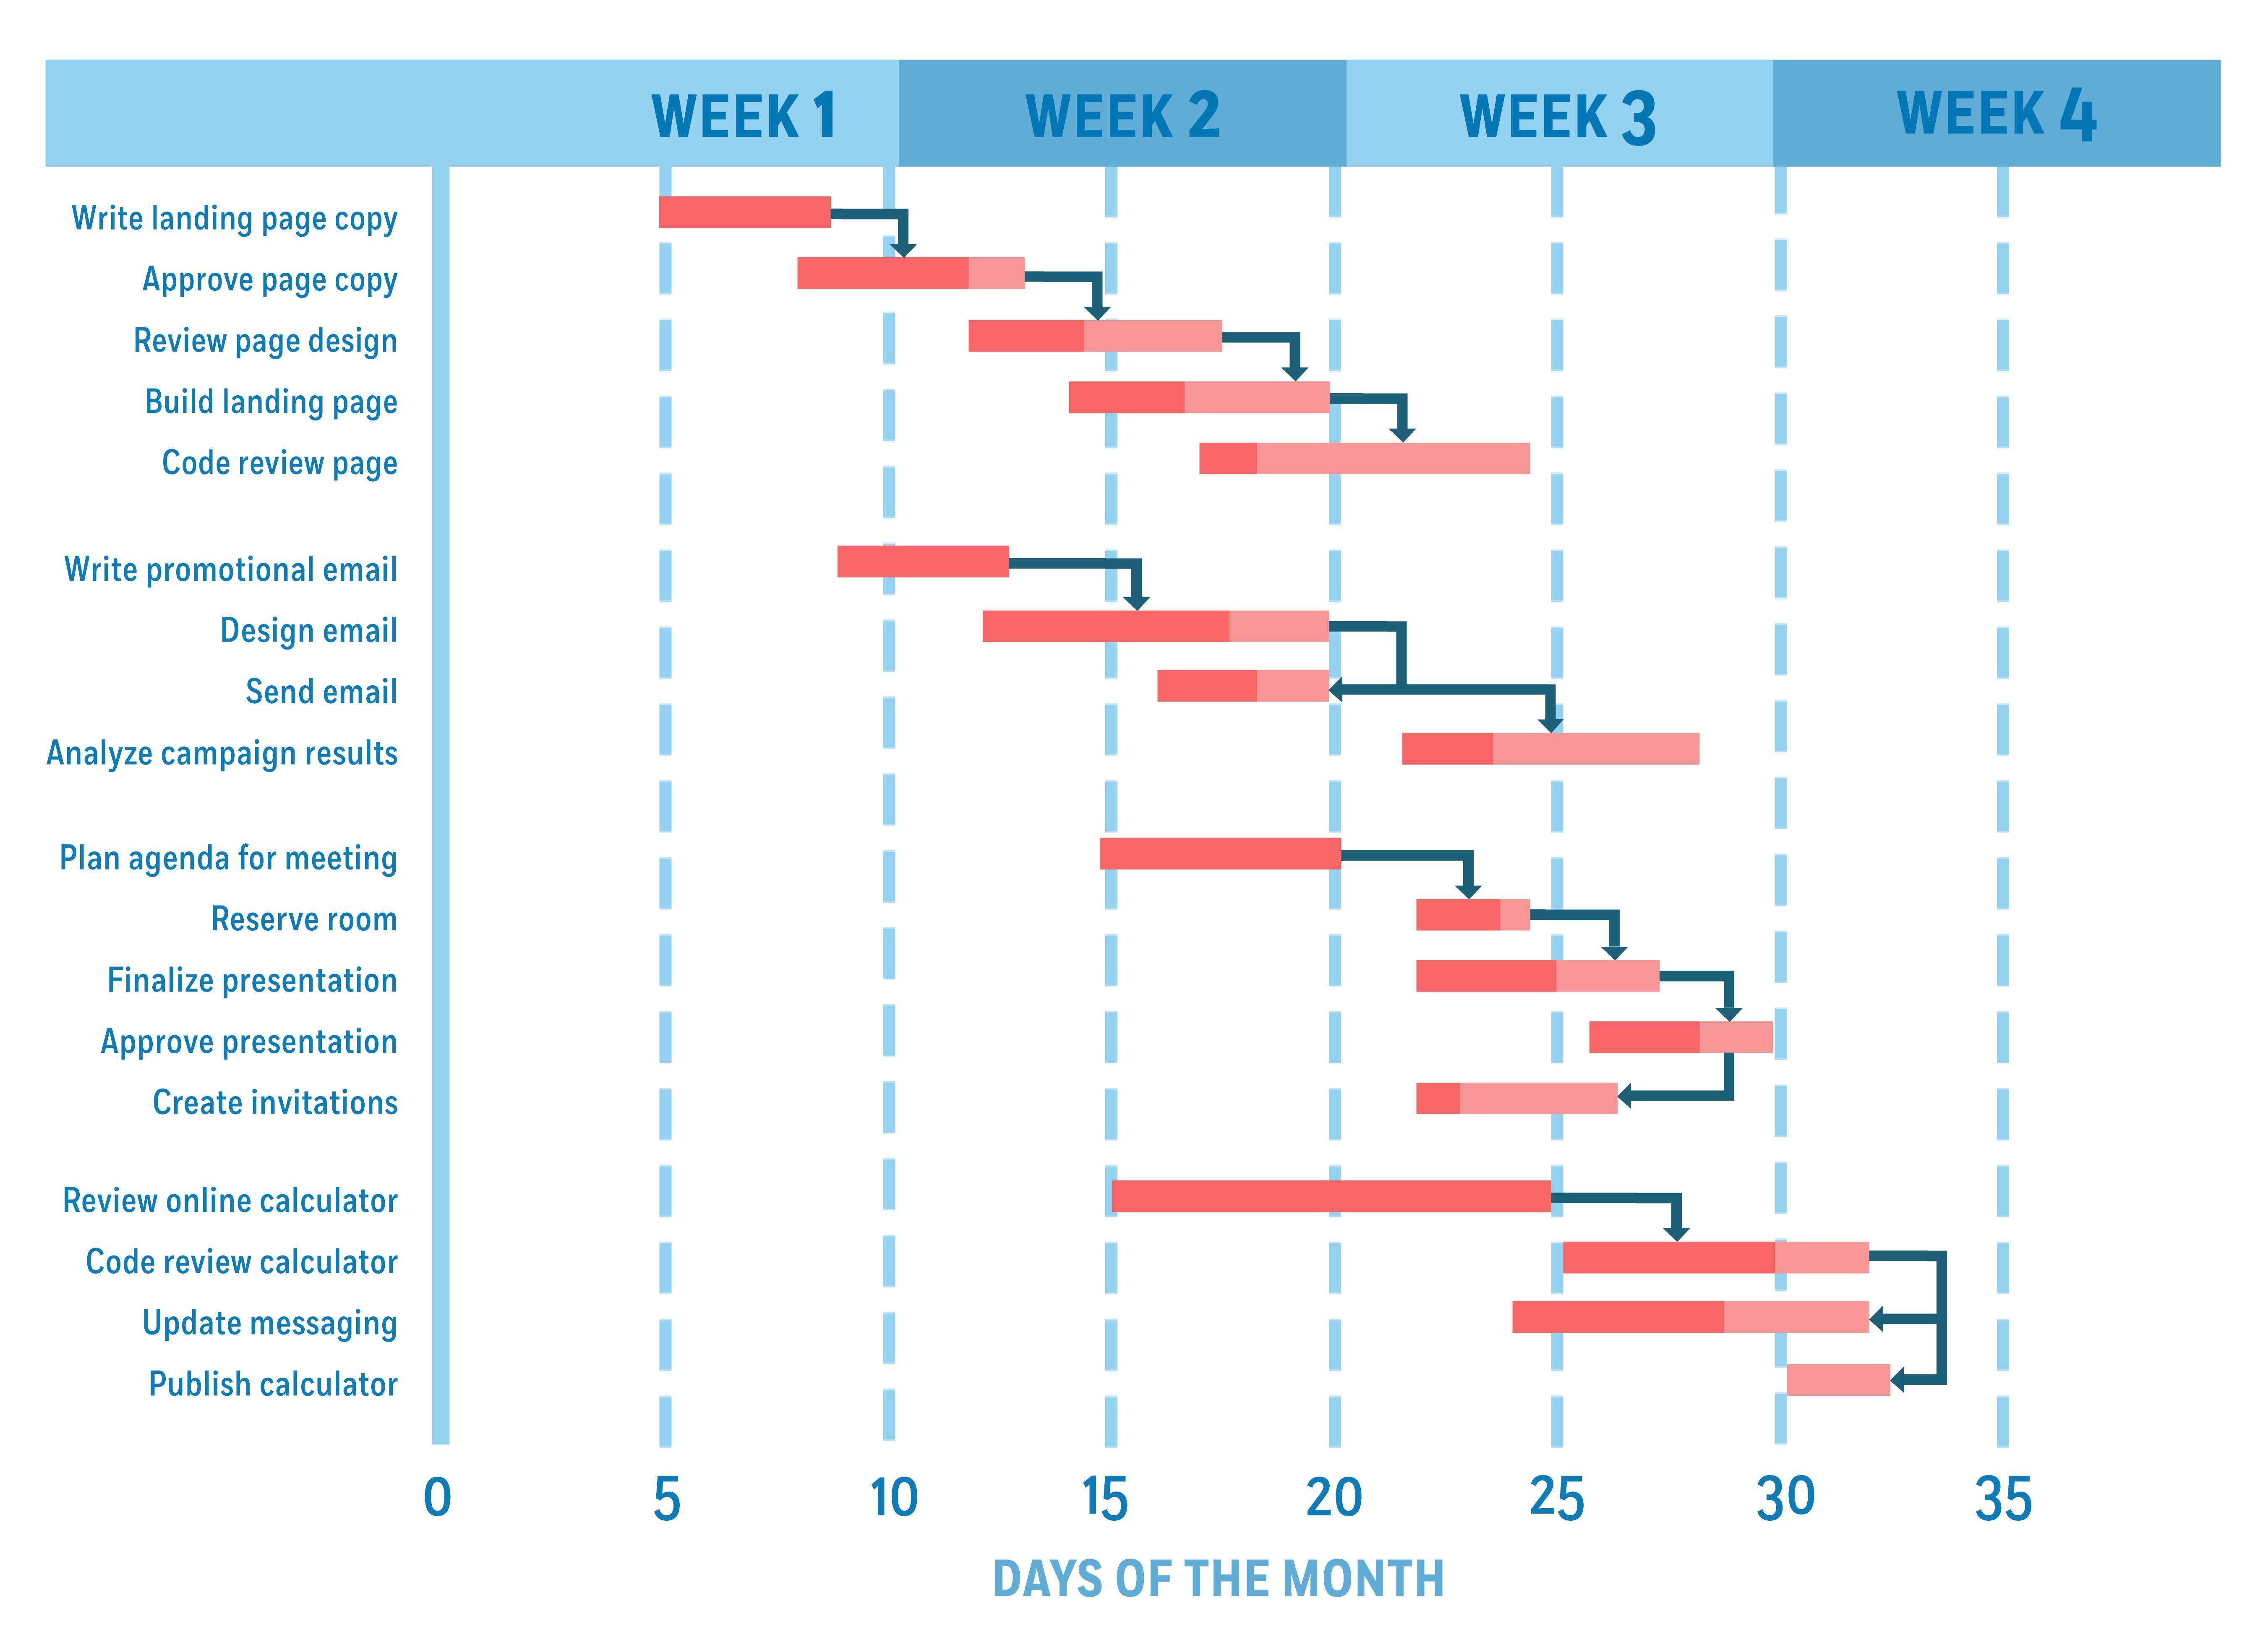 WEEK 1
WEEK 2
WEEK 3
WEEK 4
Write landing page copy
Approve page copy
Review page design
Build landing page
Code review page
Write promotional email
Design email
Send email
Analyze campaign results
Plan agenda for meeting
Reserve room
Finalize presentation
Approve presentation
Create invitations
Review online calculator
Code review calculator
Update messaging
Publish calculator
0 5 10 15 20 25 30 35
DAYS OF THE MONTH